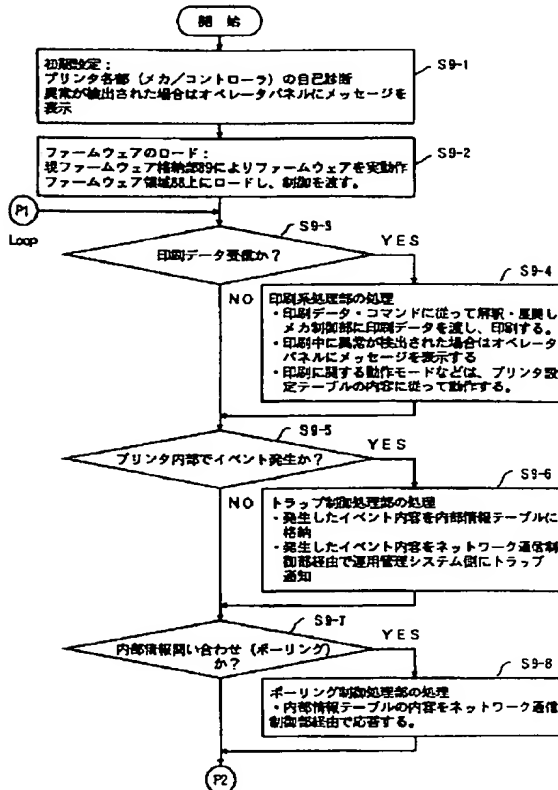 開 始
S9-1
初期設定：
プリンタ各部（メカ／コントローラ）の自己診断
異常が検出された場合はオペレータパネルにメッセージを
表示
S9-2
ファームウェアのロード：
現ファームウェア格納部89によりファームウェアを実動作
ファームウェア領域88上にロードし、制御を渡す。
P1
Loop
S9-3
印刷データ受信か？
YES
NO
S9-4
印刷系処理部の処理
・印刷データ・コマンドに従って解釈・展開し
メカ制御部に印刷データを渡し、印刷する。
・印刷中に異常が検出された場合はオペレータ
パネルにメッセージを表示する
・印刷に関する動作モードなどは、プリンタ設
定テーブルの内容に従って動作する。
S9-5
プリンタ内部でイベント発生か？
YES
NO
S9-6
トラップ制御処理部の処理
・発生したイベント内容を内部情報テーブルに
格納
・発生したイベント内容をネットワーク通信制
御部経由で運用管理システム側にトラップ
通知
S9-7
内部情報問い合わせ（ポーリング）
か？
YES
S9-8
ポーリング制御処理部の処理
・内部情報テーブルの内容をネットワーク通信
制御部経由で応答する。
P2